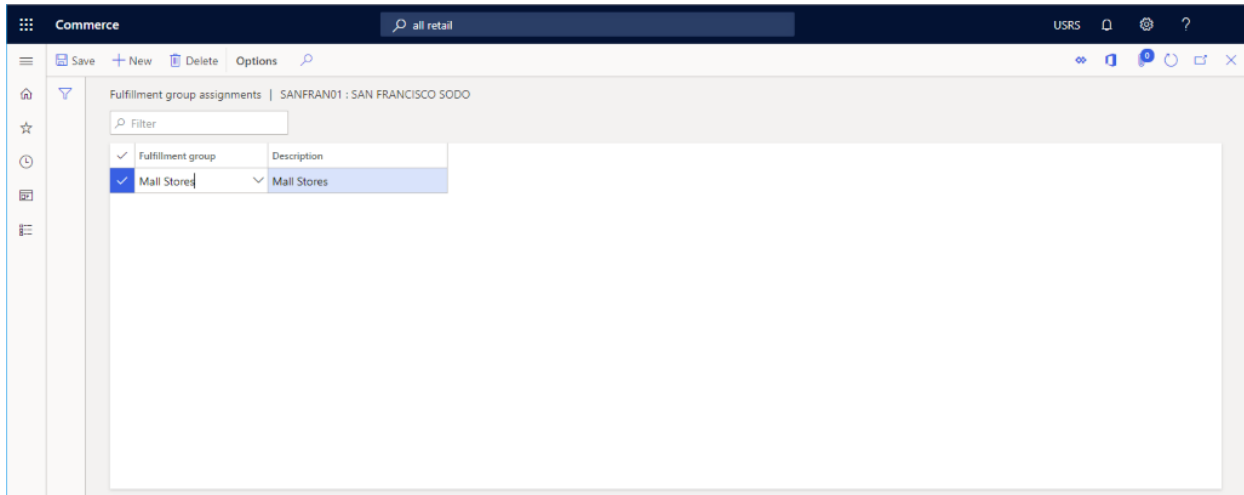 Commerce all retail USRS ?
Save New Delete Options 0
Fulfillment group assignments | SANFRAN01 : SAN FRANCISCO SODO
Filter
Fulfillment group Description
Mall Stores Mall Stores